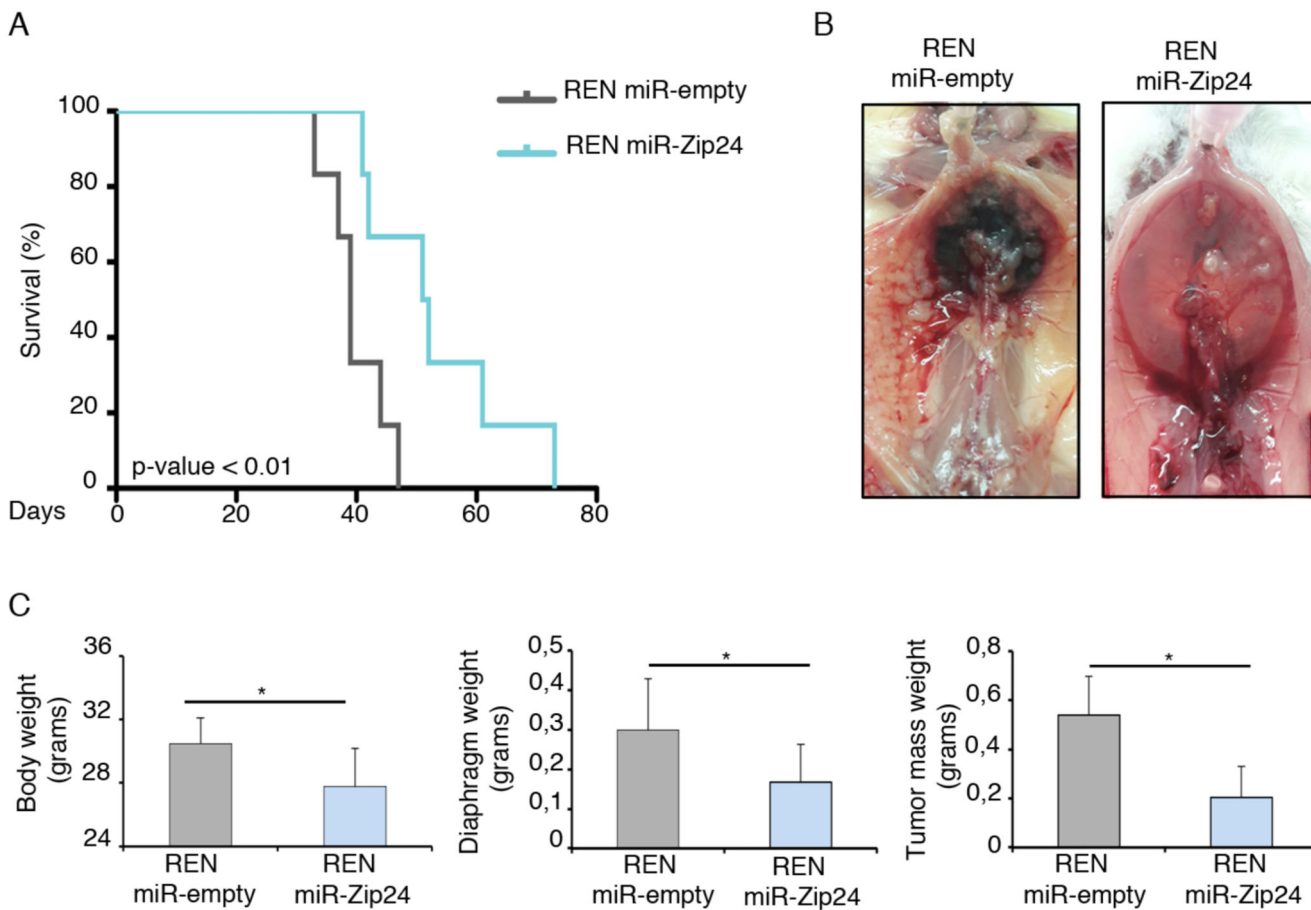 A
B
REN miR-empty
REN miR-Zip24
REN
miR-empty
REN
miR-Zip24
Survival (%)
100
80
60
40
20
0
p-value < 0.01
Days
0
20
40
60
80
C
Body weight
(grams)
36
32
28
24
*
REN
miR-empty
REN
miR-Zip24
Diaphragm weight
(grams)
0,5
0,4
0,3
0,2
0,1
0
*
REN
miR-empty
REN
miR-Zip24
Tumor mass weight
(grams)
0,8
0,6
0,4
0,2
0
*
REN
miR-empty
REN
miR-Zip24